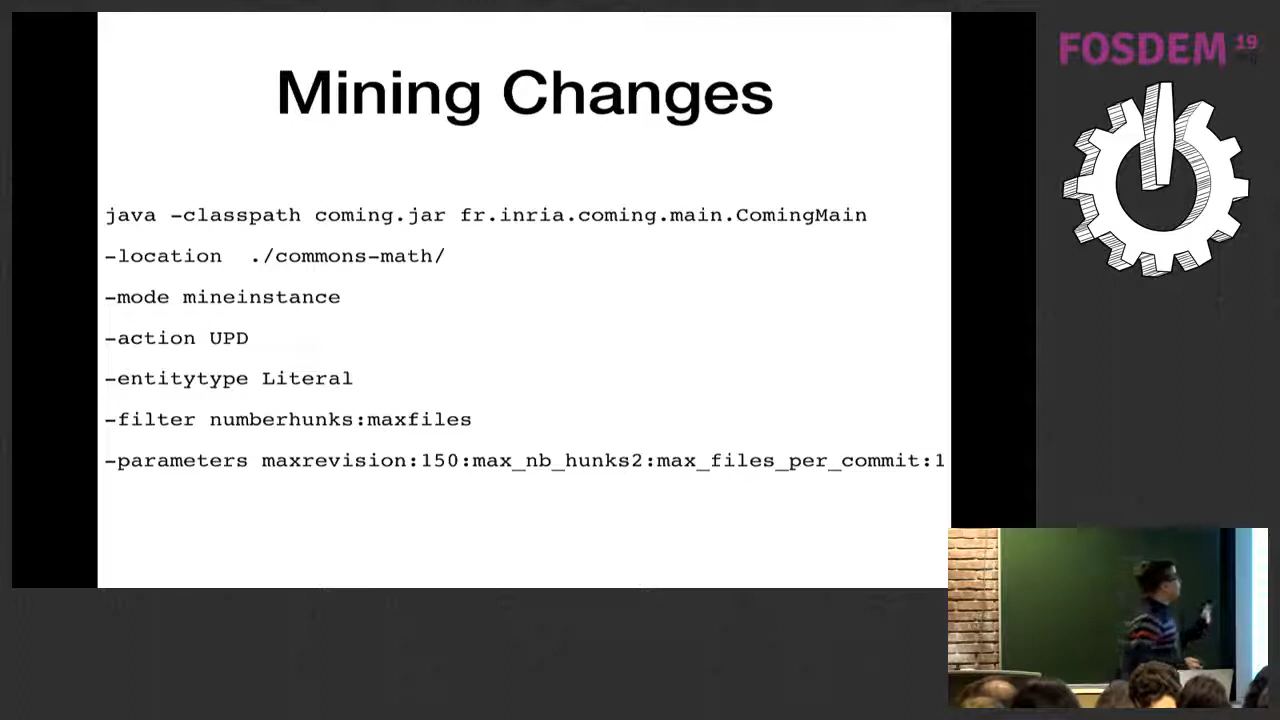 Mining Changes
java -classpath coming.jar fr.inria.coming.main.ComingMain
-location ./commons-math/
-mode mineinstance
-action UPD
-entitytype Literal
-filter numberhunks:maxfiles
-parameters maxrevision:150:max_nb_hunks2:max_files_per_commit:1
FOSDEM 19